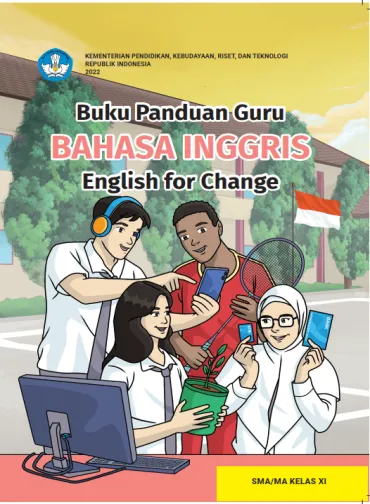 KEMENTERIAN PENDIDIKAN, KEBUDAYAAN, RISET, DAN TEKNOLOGI
REPUBLIK INDONESIA
2022
Buku Panduan Guru
BAHASA INGGRIS
English for Change
SMA/MA KELAS XI